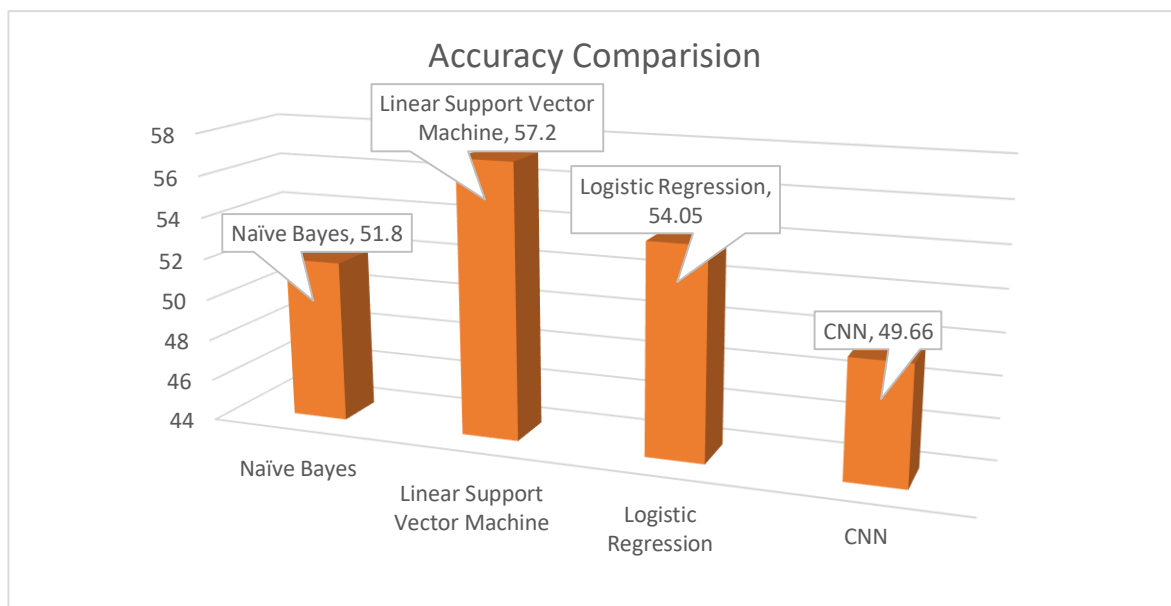 Accuracy Comparision
Linear Support Vector
Machine, 57.2
Logistic Regression,
54.05
Naïve Bayes, 51.8
CNN, 49.66
58
56
54
52
50
48
46
44
Naïve Bayes
Linear Support
Vector Machine
Logistic
Regression
CNN